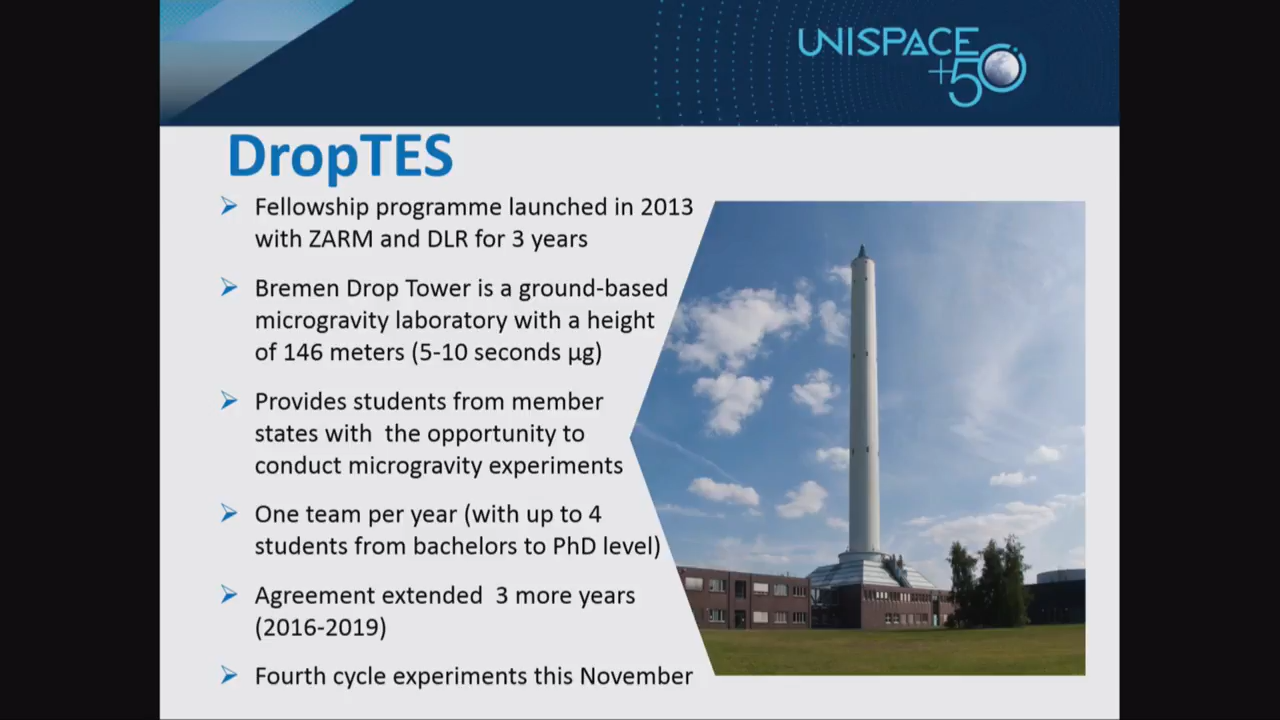 UNISPACE
+50
DropTES
Fellowship programme launched in 2013
with ZARM and DLR for 3 years
Bremen Drop Tower is a ground-based
microgravity laboratory with a height
of 146 meters (5-10 seconds µg)
Provides students from member
states with  the opportunity to
conduct microgravity experiments
One team per year (with up to 4
students from bachelors to PhD level)
Agreement extended  3 more years
(2016-2019)
Fourth cycle experiments this November